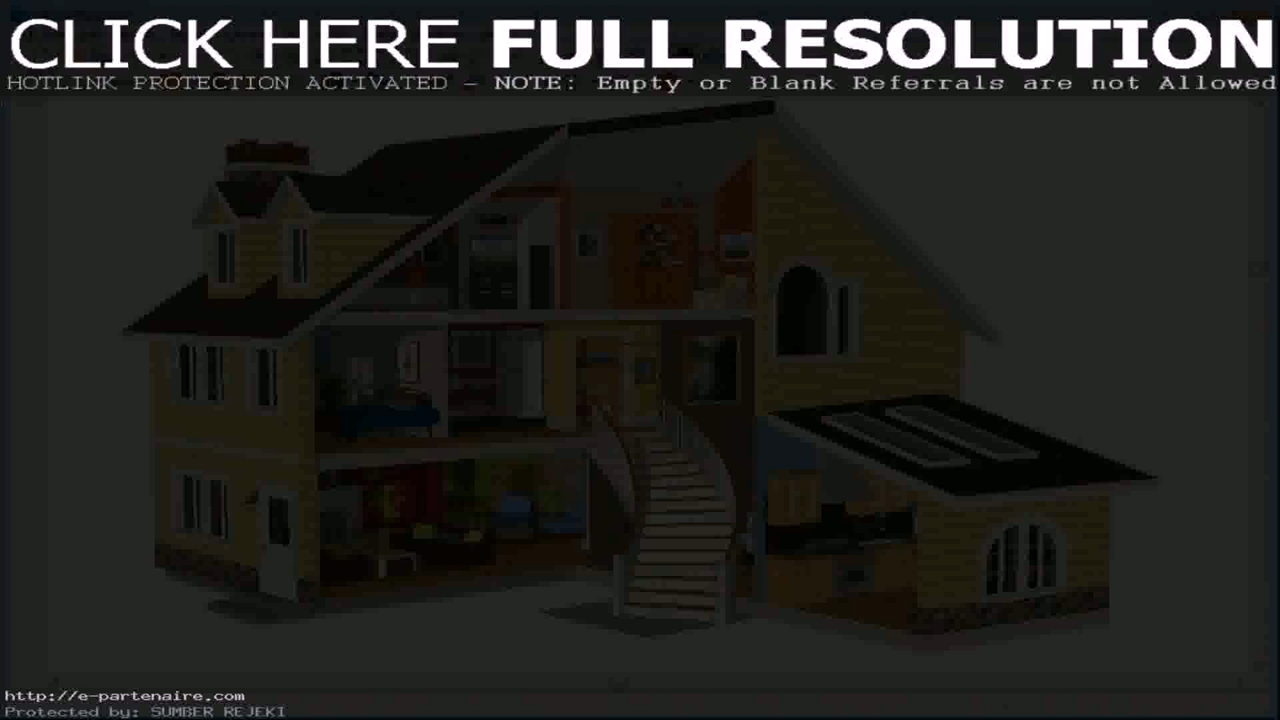 CLICK HERE FULL RESOLUTION
HOTLINK PROTECTION ACTIVATED - NOTE: Empty or Blank Referrals are not Allowed
http://e-partenaire.com
Protected by: SUMBER REJEKI